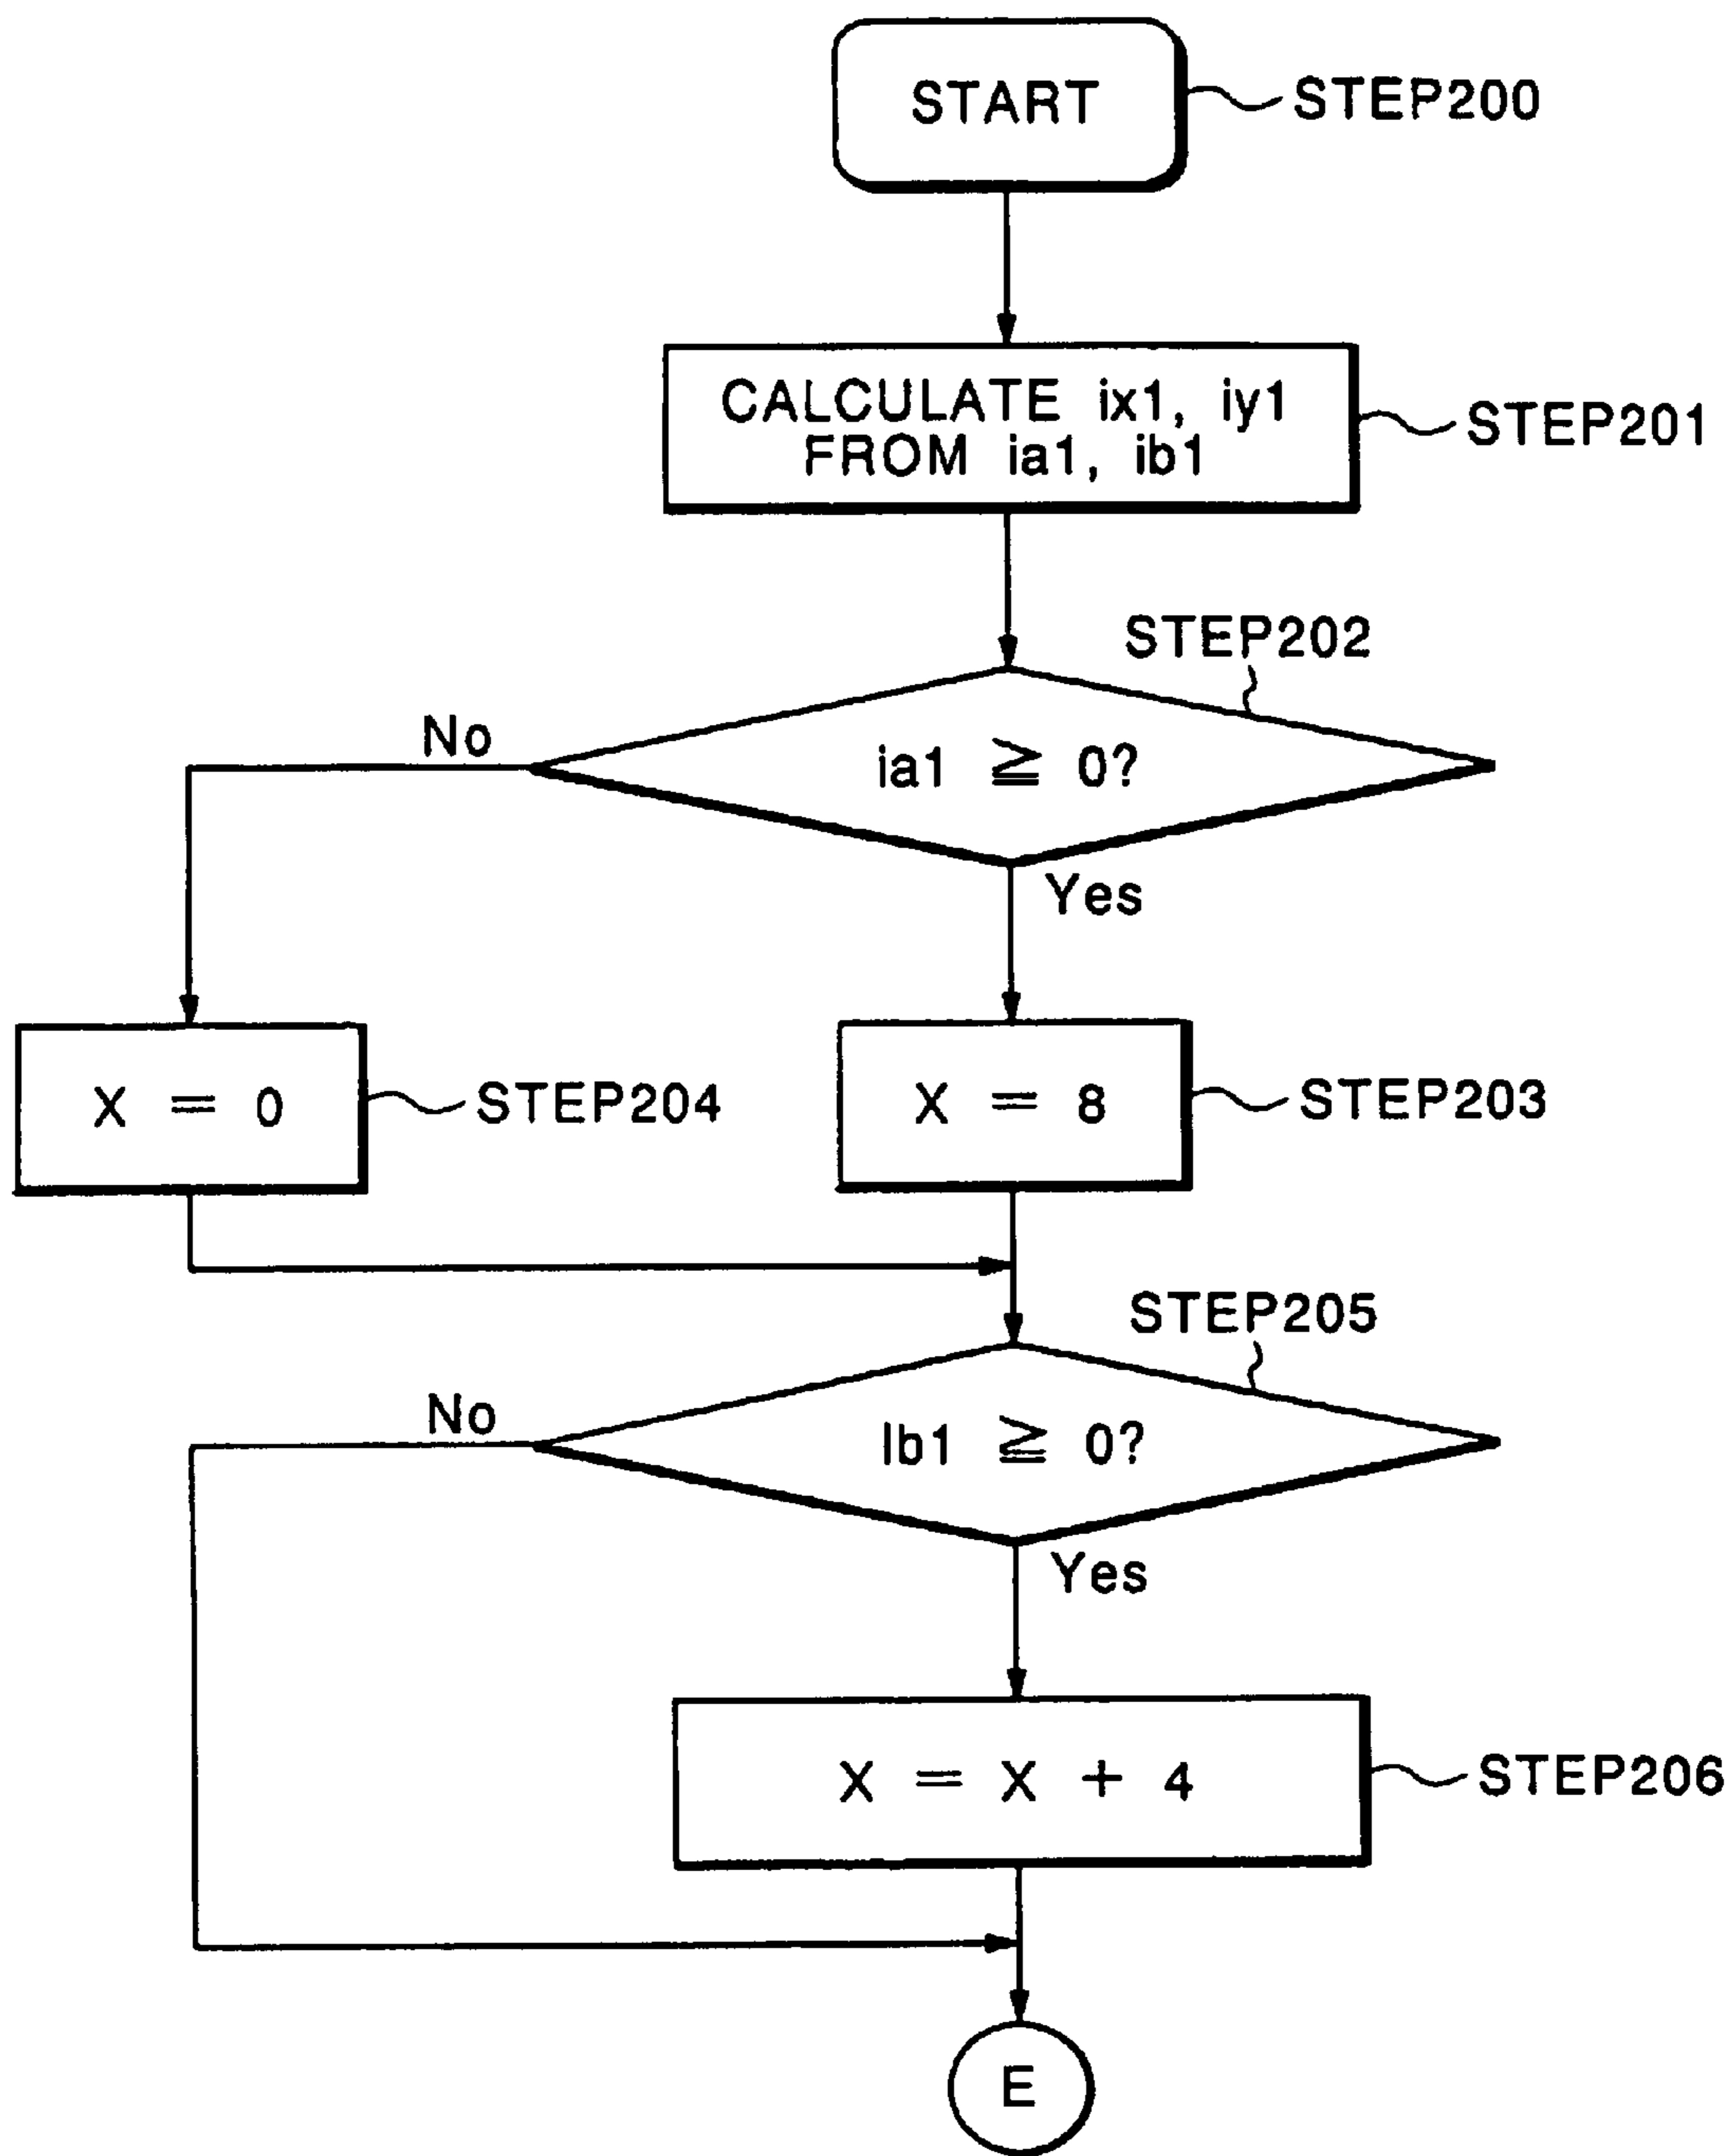 START
STEP200
CALCULATE ix1, iy1
FROM ia1, ib1
STEP201
STEP202
No
ia1 ≧ 0?
Yes
X = 0
STEP204
X = 8
STEP203
STEP205
No
Ib1 ≧ 0?
Yes
X = X + 4
STEP206
E